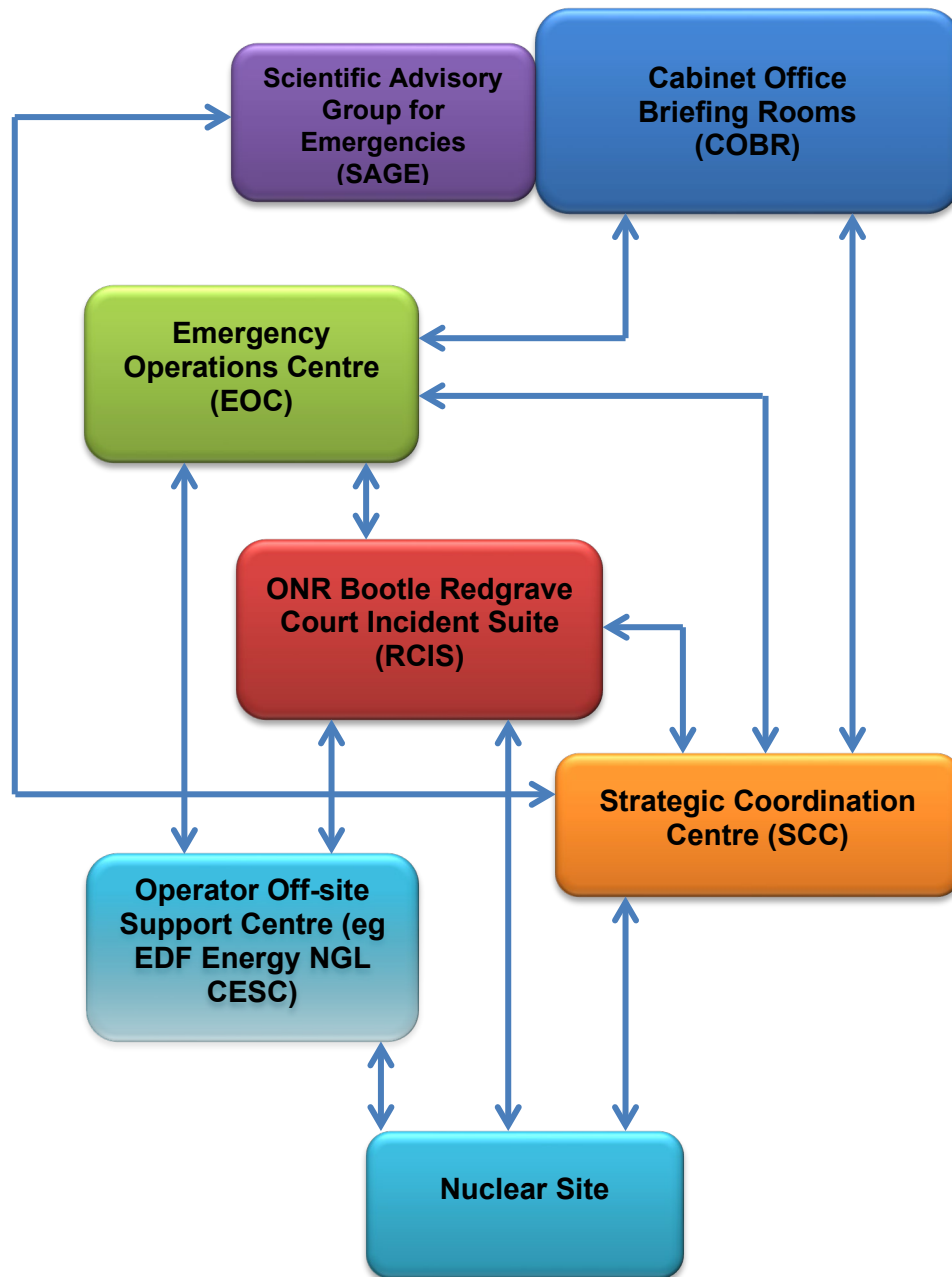 Scientific Advisory
Group for
Emergencies
(SAGE)
Cabinet Office
Briefing Rooms
(COBR)
Emergency
Operations Centre
(EOC)
ONR Bootle Redgrave
Court Incident Suite
(RCIS)
Strategic Coordination
Centre (SCC)
Operator Off-site
Support Centre (eg
EDF Energy NGL
CESC)
Nuclear Site